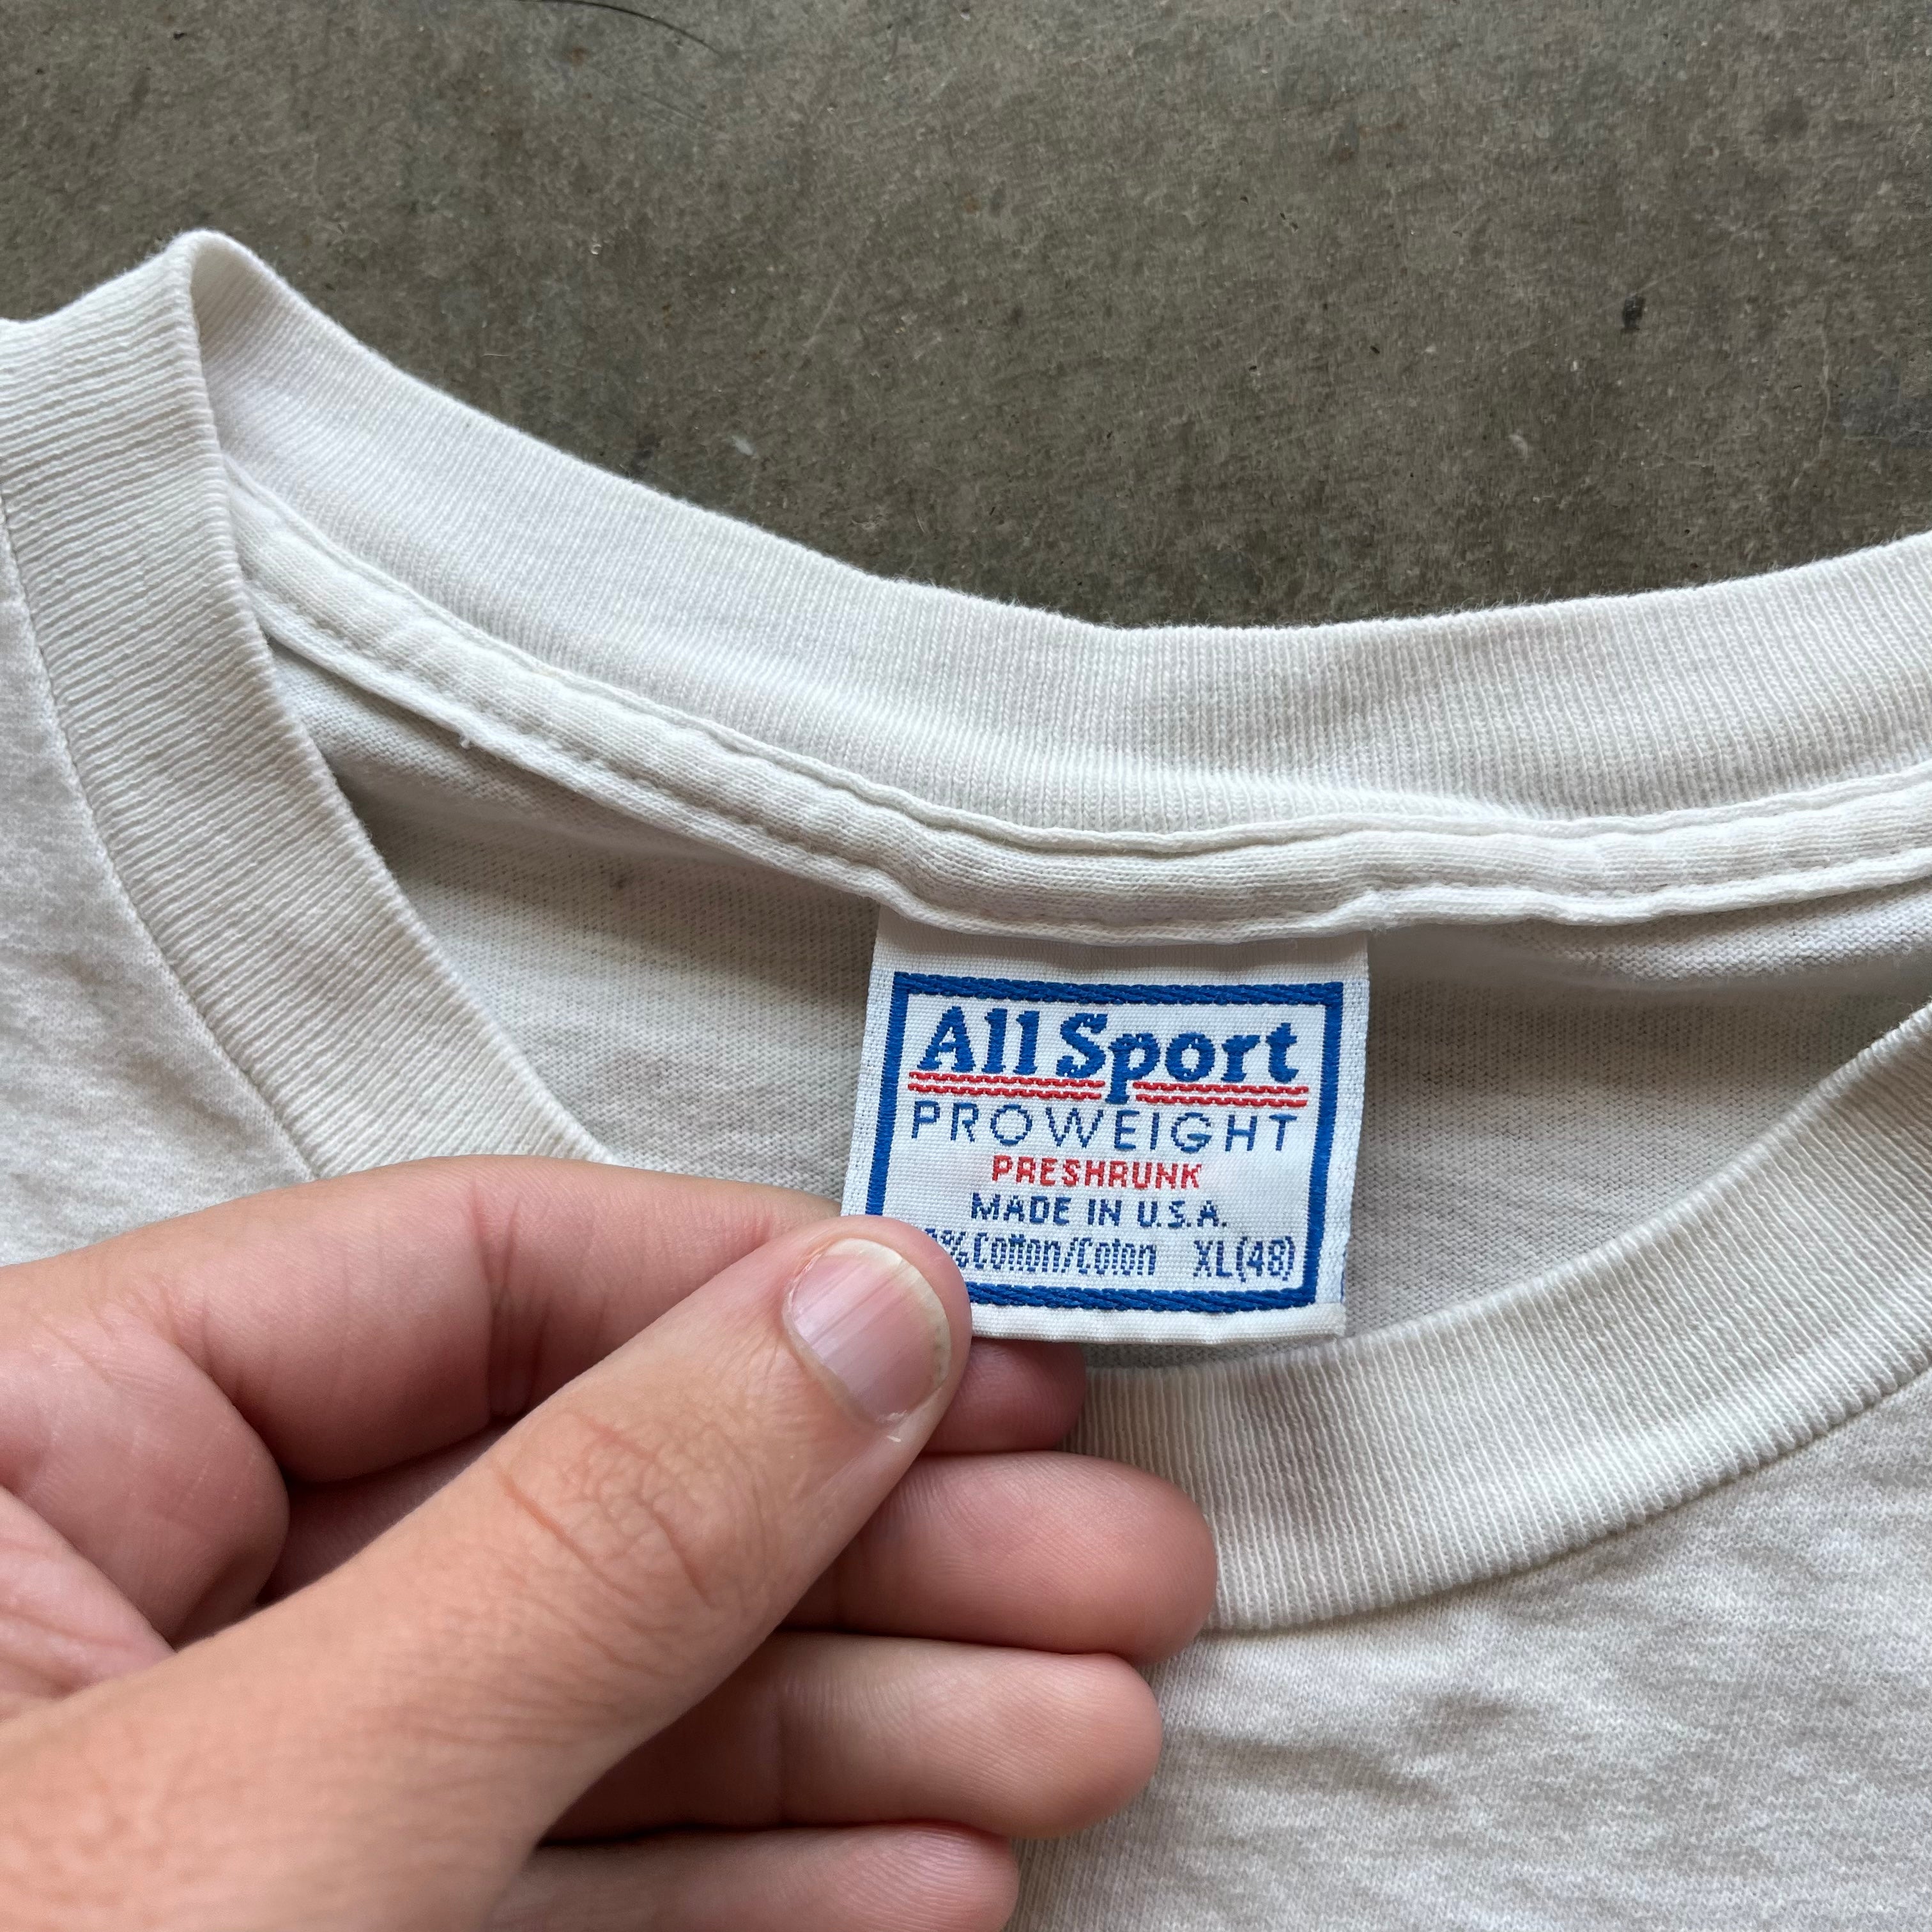 All Sport
PROWEIGHT
PRESHRUNK
MADE IN U.S.A.
% Cotton/Coton XL(48)